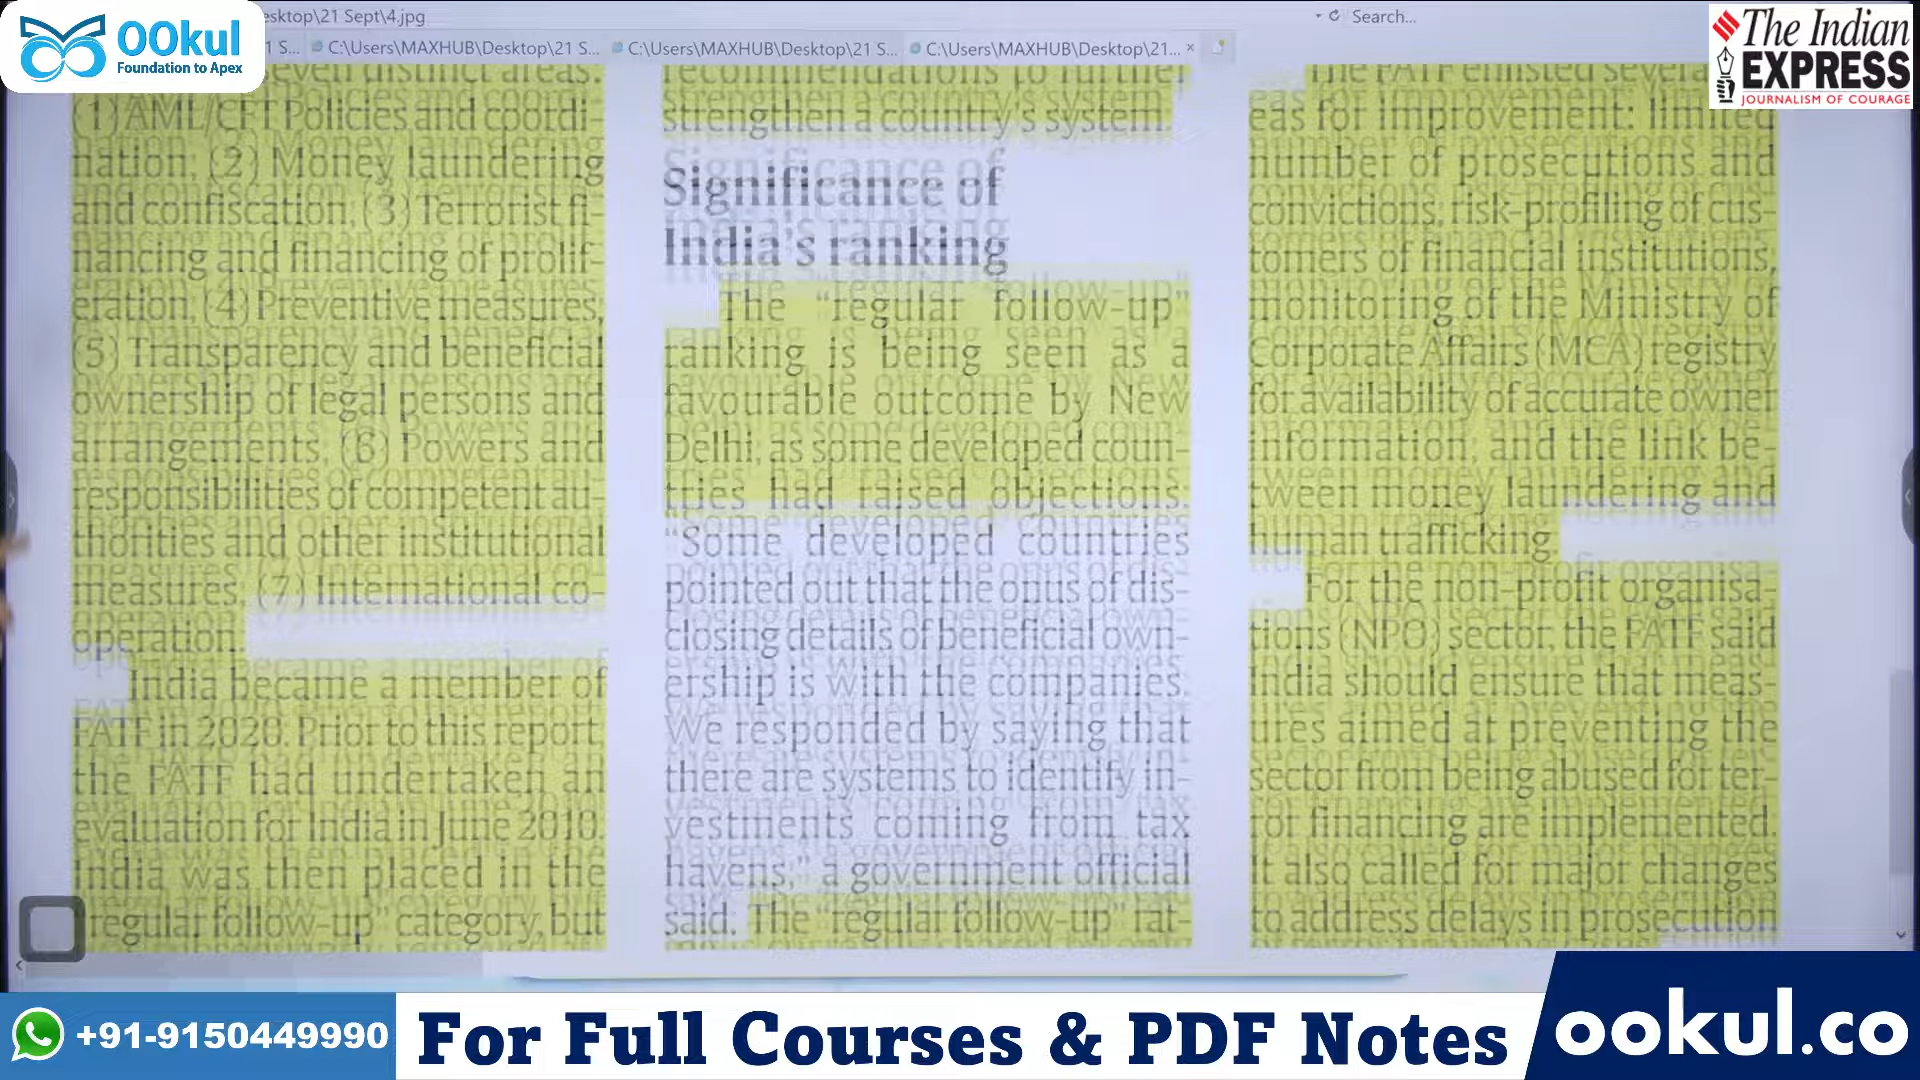 esktop\21 Sept\4.jpg
Search...
OOkul
Foundation to Apex
1 S...
C:\Users\MAXHUB\Desktop\21 S...
C:\Users\MAXHUB\Desktop\21 S...
C:\Users\MAXHUB\Desktop\21...
The Indian
EXPRESS
JOURNALISM OF COURAGE
seven distinct areas:
(1) AML/CFT Policies and coordi-
nation; (2) Money laundering
and confiscation; (3) Terrorist fi-
nancing and financing of prolif-
eration; (4) Preventive measures;
(5) Transparency and beneficial
ownership of legal persons and
arrangements, (6) Powers and
responsibilities of competent au-
thorities and other institutional
measures, (7) International co-
operation.
India became a member of
FATF in 2020. Prior to this report,
the FATF had undertaken an
evaluation for India in June 2010.
India was then placed in the
regular follow-up" category, but
recommendations to further
strengthen a country's system.
Significance of
India's ranking
The "regular follow-up"
ranking is being seen as a
favourable outcome by New
Delhi, as some developed coun-
tries had raised objections.
"Some developed countries
pointed out that the onus of dis-
closing details of beneficial own-
ership is with the companies.
We responded by saying that
there are systems to identify in-
vestments coming from tax
havens," a government official
said. The "regular follow-up" rat-
The FATF enlisted several
eas for improvement: limited
number of prosecutions and
convictions, risk-profiling of cus-
tomers of financial institutions,
monitoring of the Ministry of
Corporate Affairs (MCA) registry
for availability of accurate owner
information, and the link be-
tween money laundering and
human trafficking.
For the non-profit organisa-
tions (NPO) sector, the FATF said
India should ensure that meas-
ures aimed at preventing the
sector from being abused for ter-
ror financing are implemented.
It also called for major changes
to address delays in prosecution
+91-9150449990
For Full Courses & PDF Notes
ookul.co